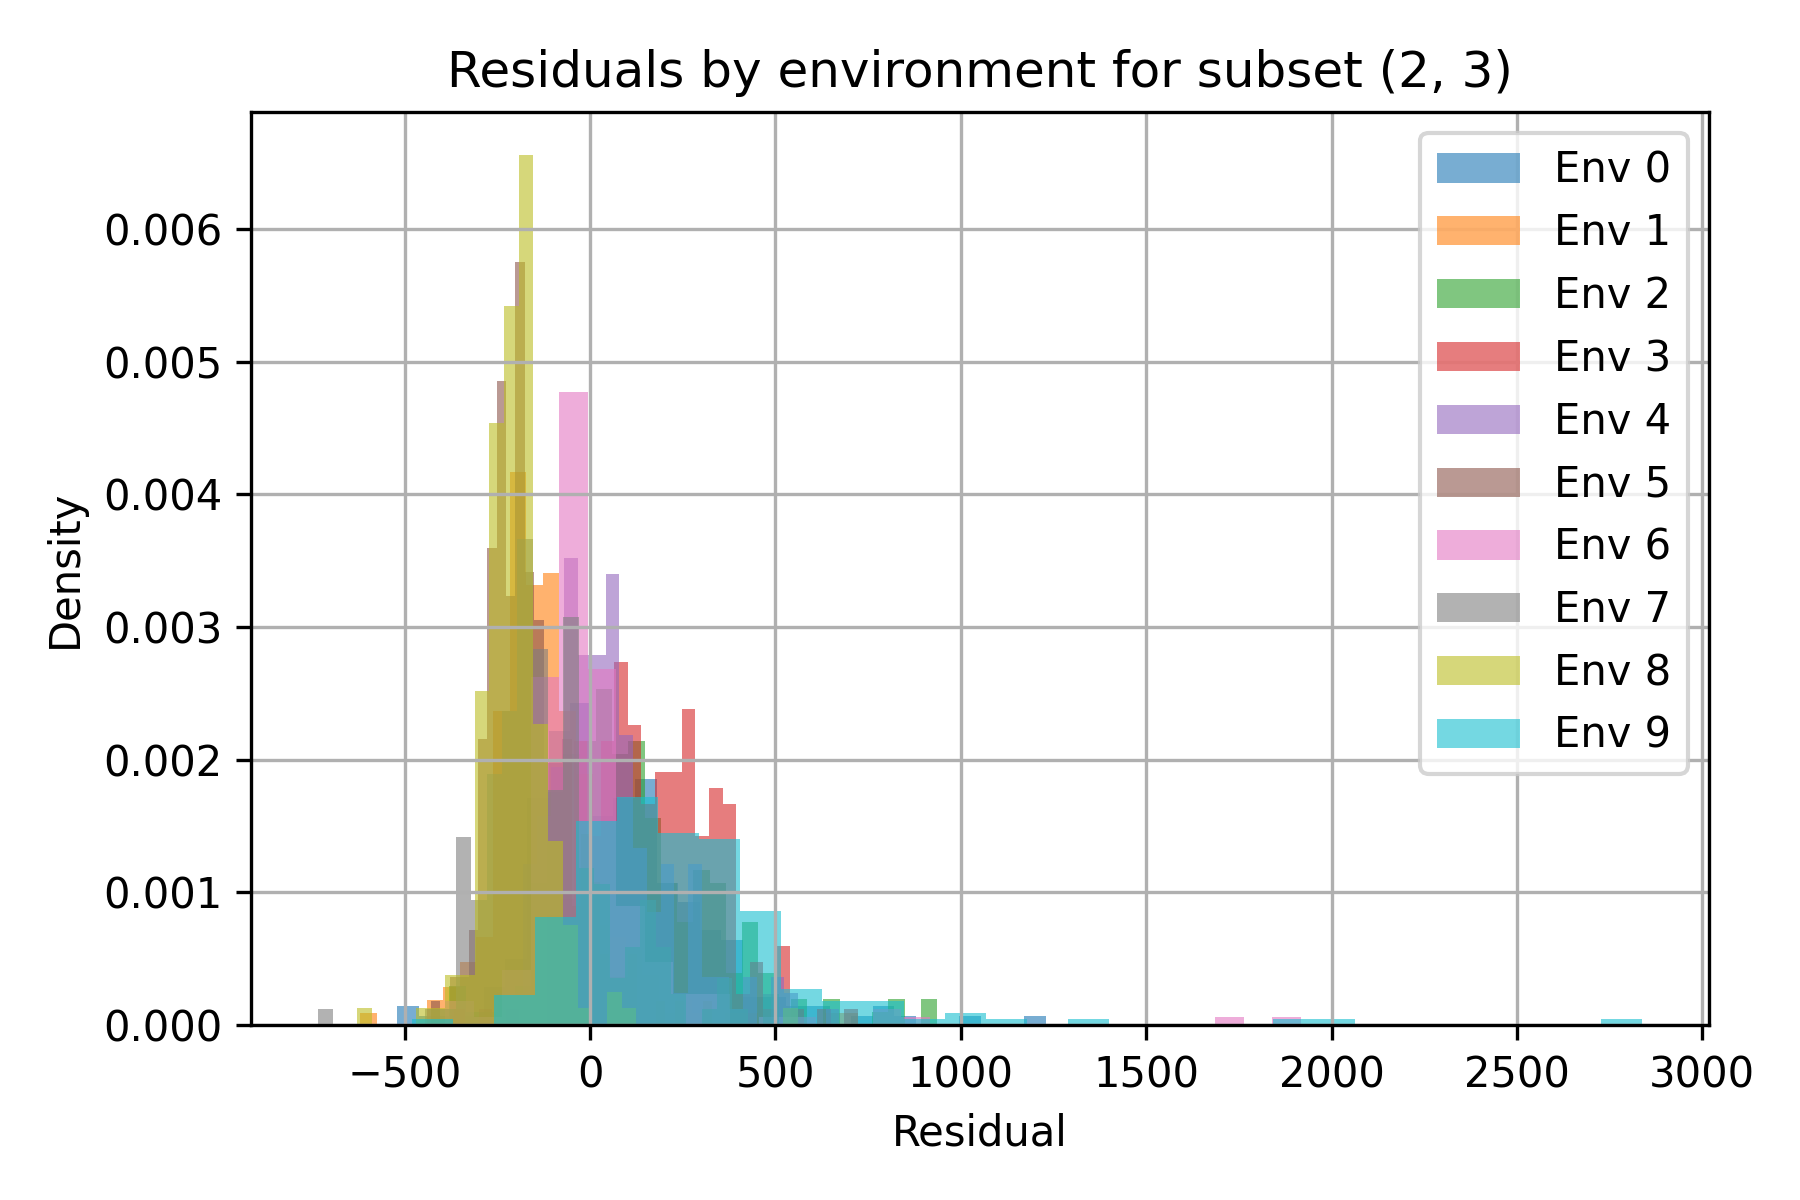 Residuals by environment for subset (2, 3)
Density
0.006
0.005
0.004
0.003
0.002
0.001
0.000
−500
0
500
1000
1500
2000
2500
3000
Residual
Env 0
Env 1
Env 2
Env 3
Env 4
Env 5
Env 6
Env 7
Env 8
Env 9